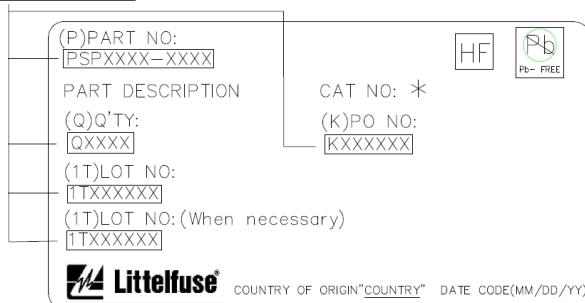 (P)PART NO:
PSPXXXX-XXXX
HF
Pb
Pb- FREE
PART DESCRIPTION
CAT NO: *
(Q)Q'TY:
QXXXX
(K)PO NO:
KXXXXXX
(1T)LOT NO:
1TXXXXXX
(1T)LOT NO:(When necessary)
1TXXXXXX
Littelfuse®
COUNTRY OF ORIGIN"COUNTRY" DATE CODE(MM/DD/YY)